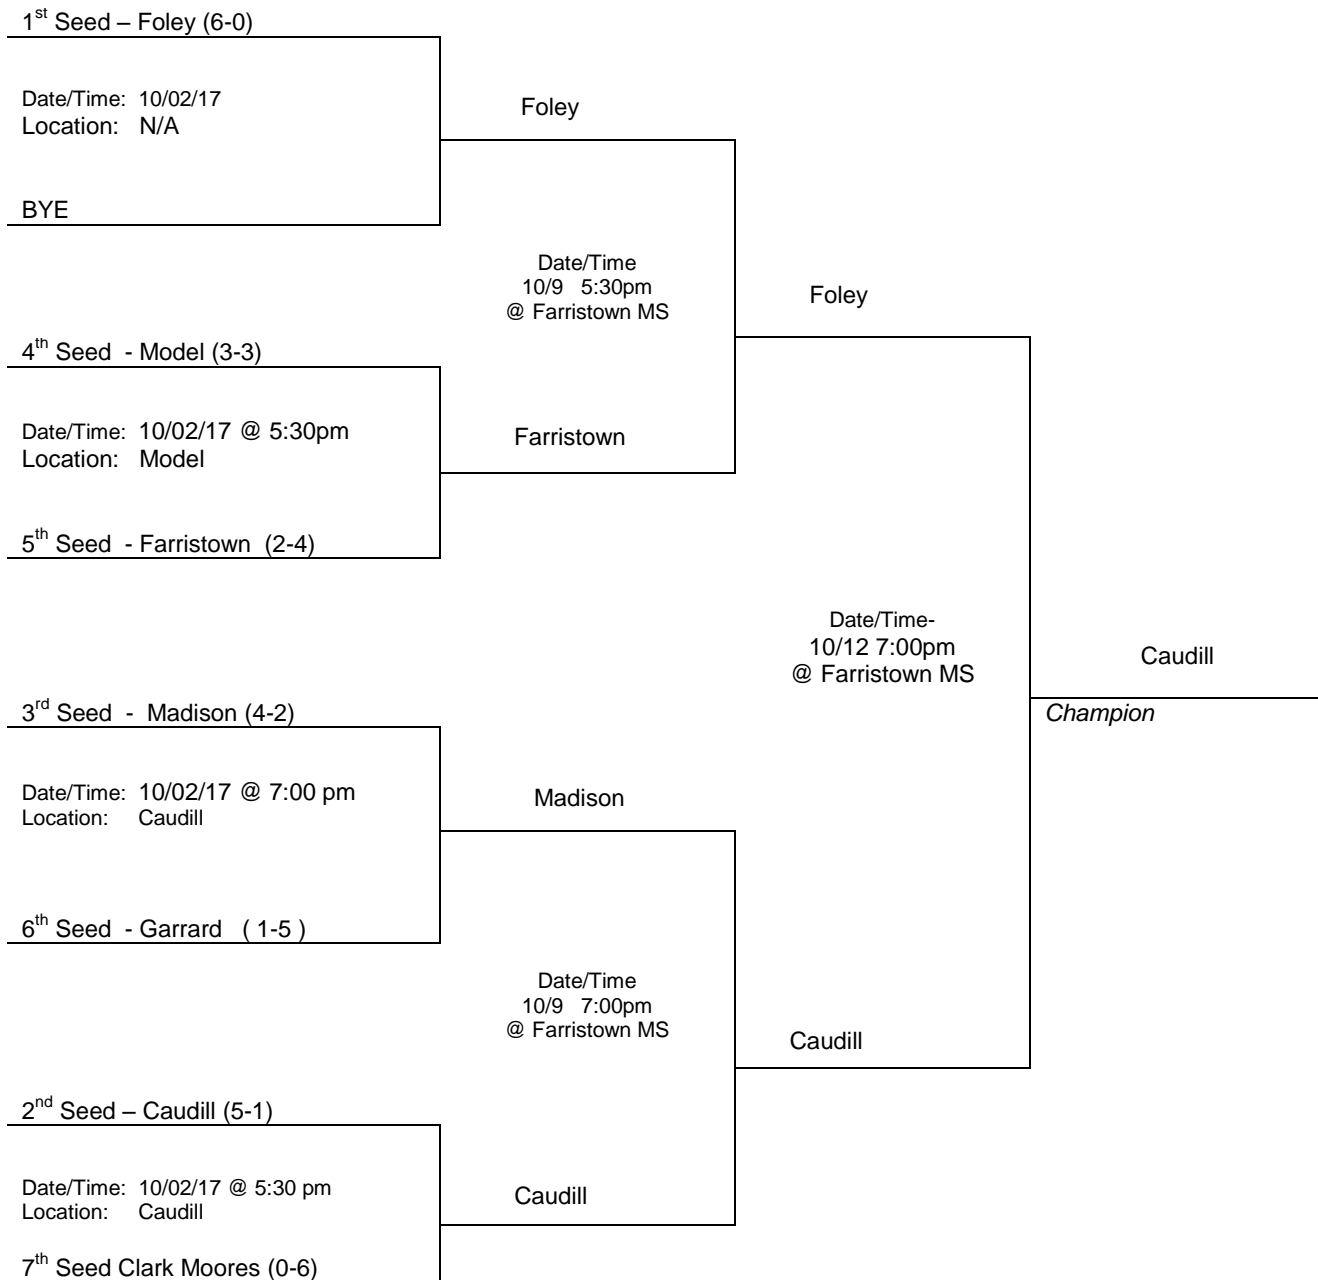 1st Seed – Foley (6-0)
Date/Time: 10/02/17
Location: N/A
BYE
Foley
Date/Time
10/9 5:30pm
@ Farristown MS
Foley
4th Seed - Model (3-3)
Date/Time: 10/02/17 @ 5:30pm
Location: Model
Farristown
5th Seed - Farristown (2-4)
Date/Time-
10/12 7:00pm
@ Farristown MS
Caudill
Champion
3rd Seed - Madison (4-2)
Date/Time: 10/02/17 @ 7:00 pm
Location: Caudill
Madison
6th Seed - Garrard ( 1-5 )
Date/Time
10/9 7:00pm
@ Farristown MS
Caudill
2nd Seed – Caudill (5-1)
Date/Time: 10/02/17 @ 5:30 pm
Location: Caudill
Caudill
7th Seed Clark Moores (0-6)